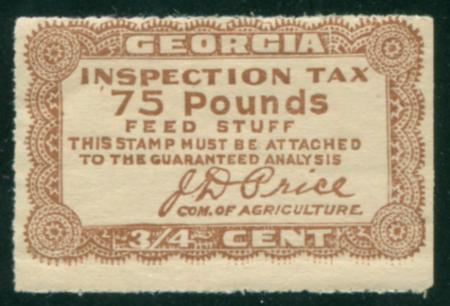 GEORGIA
INSPECTION TAX
75 Pounds
FEED STUFF
THIS STAMP MUST BE ATTACHED
TO THE GUARANTEED ANALYSIS
J D Price
COM. OF AGRICULTURE.
3/4 CENT